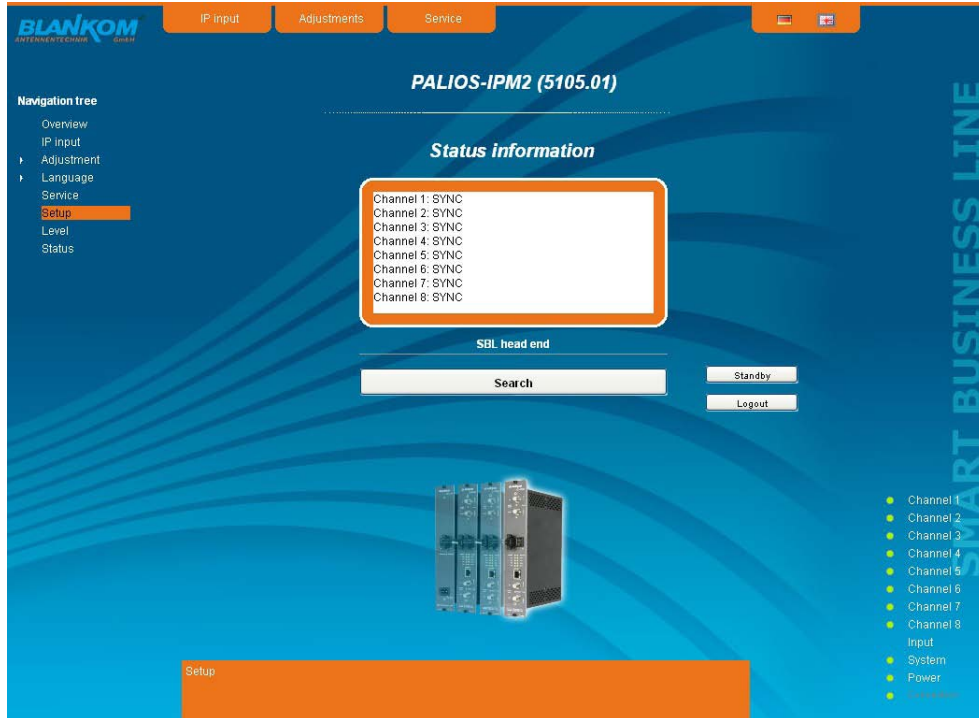 BLANKOM
ANTENNENTECHNIK GmbH
IP input
Adjustments
Service
PALIOS-IPM2 (5105.01)
Navigation tree
Overview
IP input
Adjustment
Language
Service
Setup
Level
Status
Status information
Channel 1: SYNC
Channel 2: SYNC
Channel 3: SYNC
Channel 4: SYNC
Channel 5: SYNC
Channel 6: SYNC
Channel 7: SYNC
Channel 8: SYNC
SBL head end
Search
Standby
Logout
SMART BUSINESS LINE
Channel 1
Channel 2
Channel 3
Channel 4
Channel 5
Channel 6
Channel 7
Channel 8
Input
System
Power
Setup